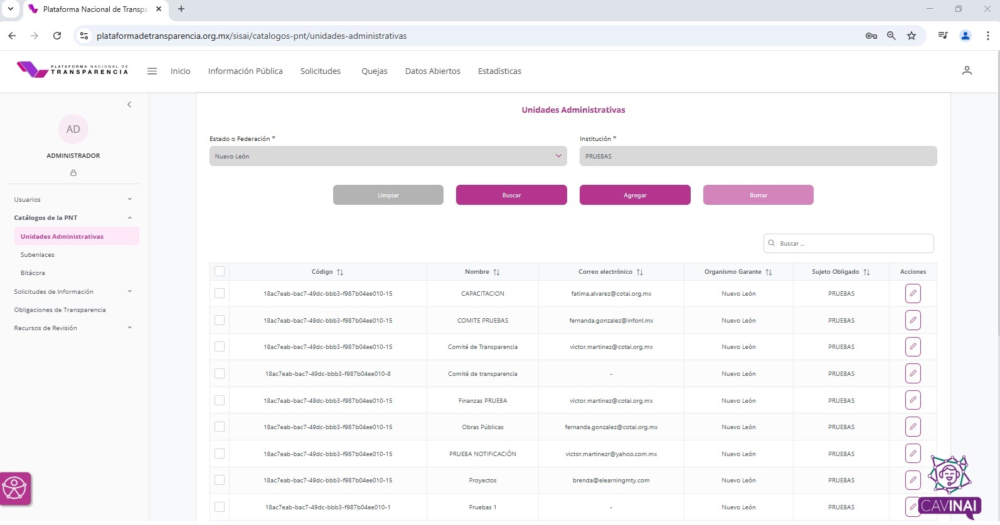 Plataforma Nacional de Transpa
plataformadetransparencia.org.mx/sisai/catalogos-pnt/unidades-administrativas
PLATAFORMA NACIONAL DE
TRANSPARENCIA
Inicio
Información Pública
Solicitudes
Quejas
Datos Abiertos
Estadísticas
AD
ADMINISTRADOR
Usuarios
Catálogos de la PNT
Unidades Administrativas
Subenlaces
Bitácora
Solicitudes de Información
Obligaciones de Transparencia
Recursos de Revisión
Unidades Administrativas
Estado o Federación *
Institución *
Nuevo León
PRUEBAS
Limpiar
Buscar
Agregar
Borrar
Buscar ...
Código Nombre Correo electrónico Organismo Garante Sujeto Obligado Acciones
18ac7eab-bac7-49dc-bbb3-f987b04ee010-15 CAPACITACION fatima.alvarez@cotai.org.mx Nuevo León PRUEBAS
18ac7eab-bac7-49dc-bbb3-f987b04ee010-15 COMITE PRUEBAS fernanda.gonzalez@infonl.mx Nuevo León PRUEBAS
18ac7eab-bac7-49dc-bbb3-f987b04ee010-15 Comité de Transparencia victor.martinez@cotai.org.mx Nuevo León PRUEBAS
18ac7eab-bac7-49dc-bbb3-f987b04ee010-8 Comité de transparencia - Nuevo León PRUEBAS
18ac7eab-bac7-49dc-bbb3-f987b04ee010-15 Finanzas PRUEBA victor.martinez@cotai.org.mx Nuevo León PRUEBAS
18ac7eab-bac7-49dc-bbb3-f987b04ee010-15 Obras Públicas fernanda.gonzalez@cotai.org.mx Nuevo León PRUEBAS
18ac7eab-bac7-49dc-bbb3-f987b04ee010-15 PRUEBA NOTIFICACIÓN victor.martinezr@yahoo.com.mx Nuevo León PRUEBAS
18ac7eab-bac7-49dc-bbb3-f987b04ee010-15 Proyectos brenda@elearningmty.com Nuevo León PRUEBAS
18ac7eab-bac7-49dc-bbb3-f987b04ee010-1 Pruebas 1 - Nuevo León PRUEBAS
CAVINAI